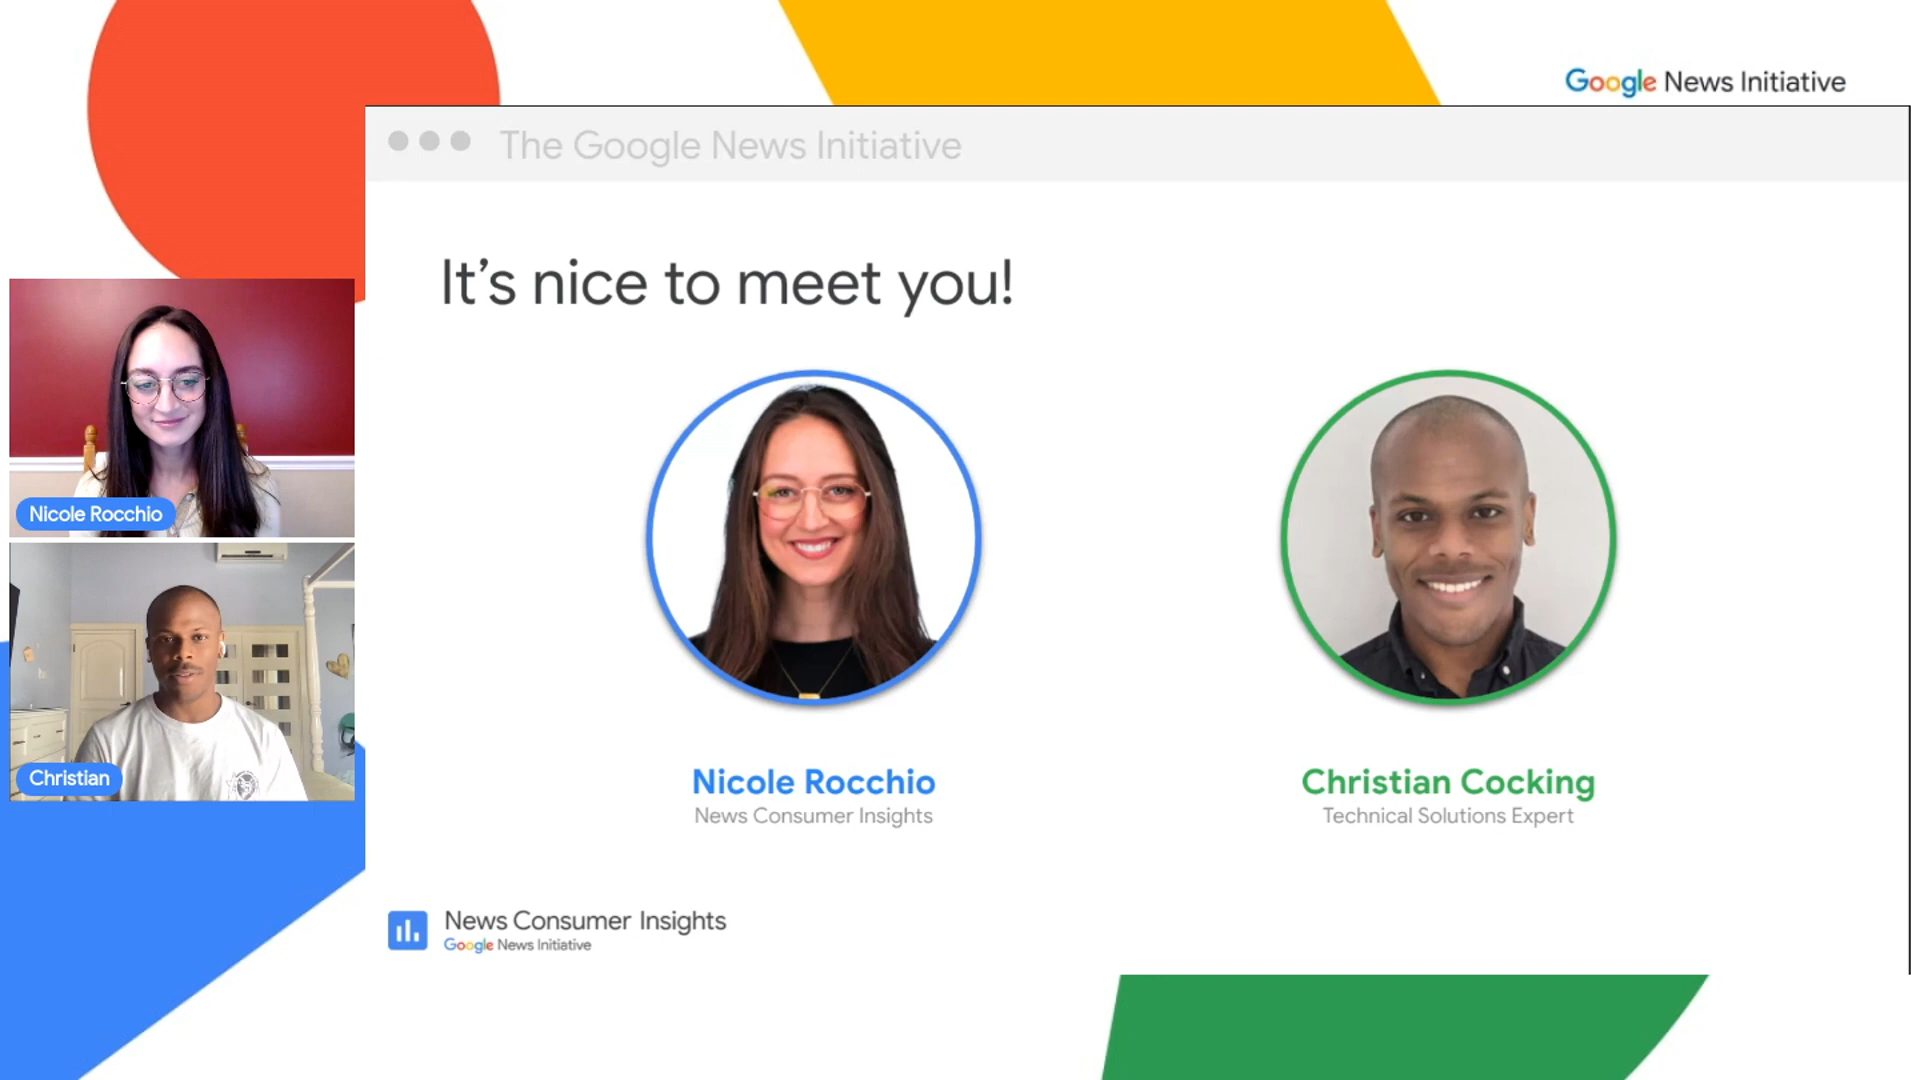 Google News Initiative
The Google News Initiative
It's nice to meet you!
Nicole Rocchio
Christian
Nicole Rocchio
News Consumer Insights
Christian Cocking
Technical Solutions Expert
News Consumer Insights
Google News Initiative